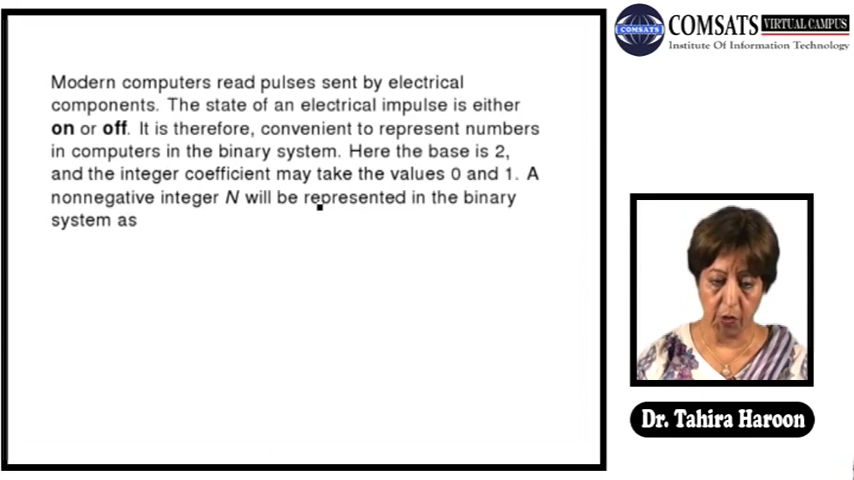 Modern computers read pulses sent by electrical
components. The state of an electrical impulse is either
on or off. It is therefore, convenient to represent numbers
in computers in the binary system. Here the base is 2,
and the integer coefficient may take the values 0 and 1. A
nonnegative integer N will be represented in the binary
system as
COMSATS
COMSATS VIRTUAL CAMPUS
Institute Of Information Technology
Dr. Tahira Haroon